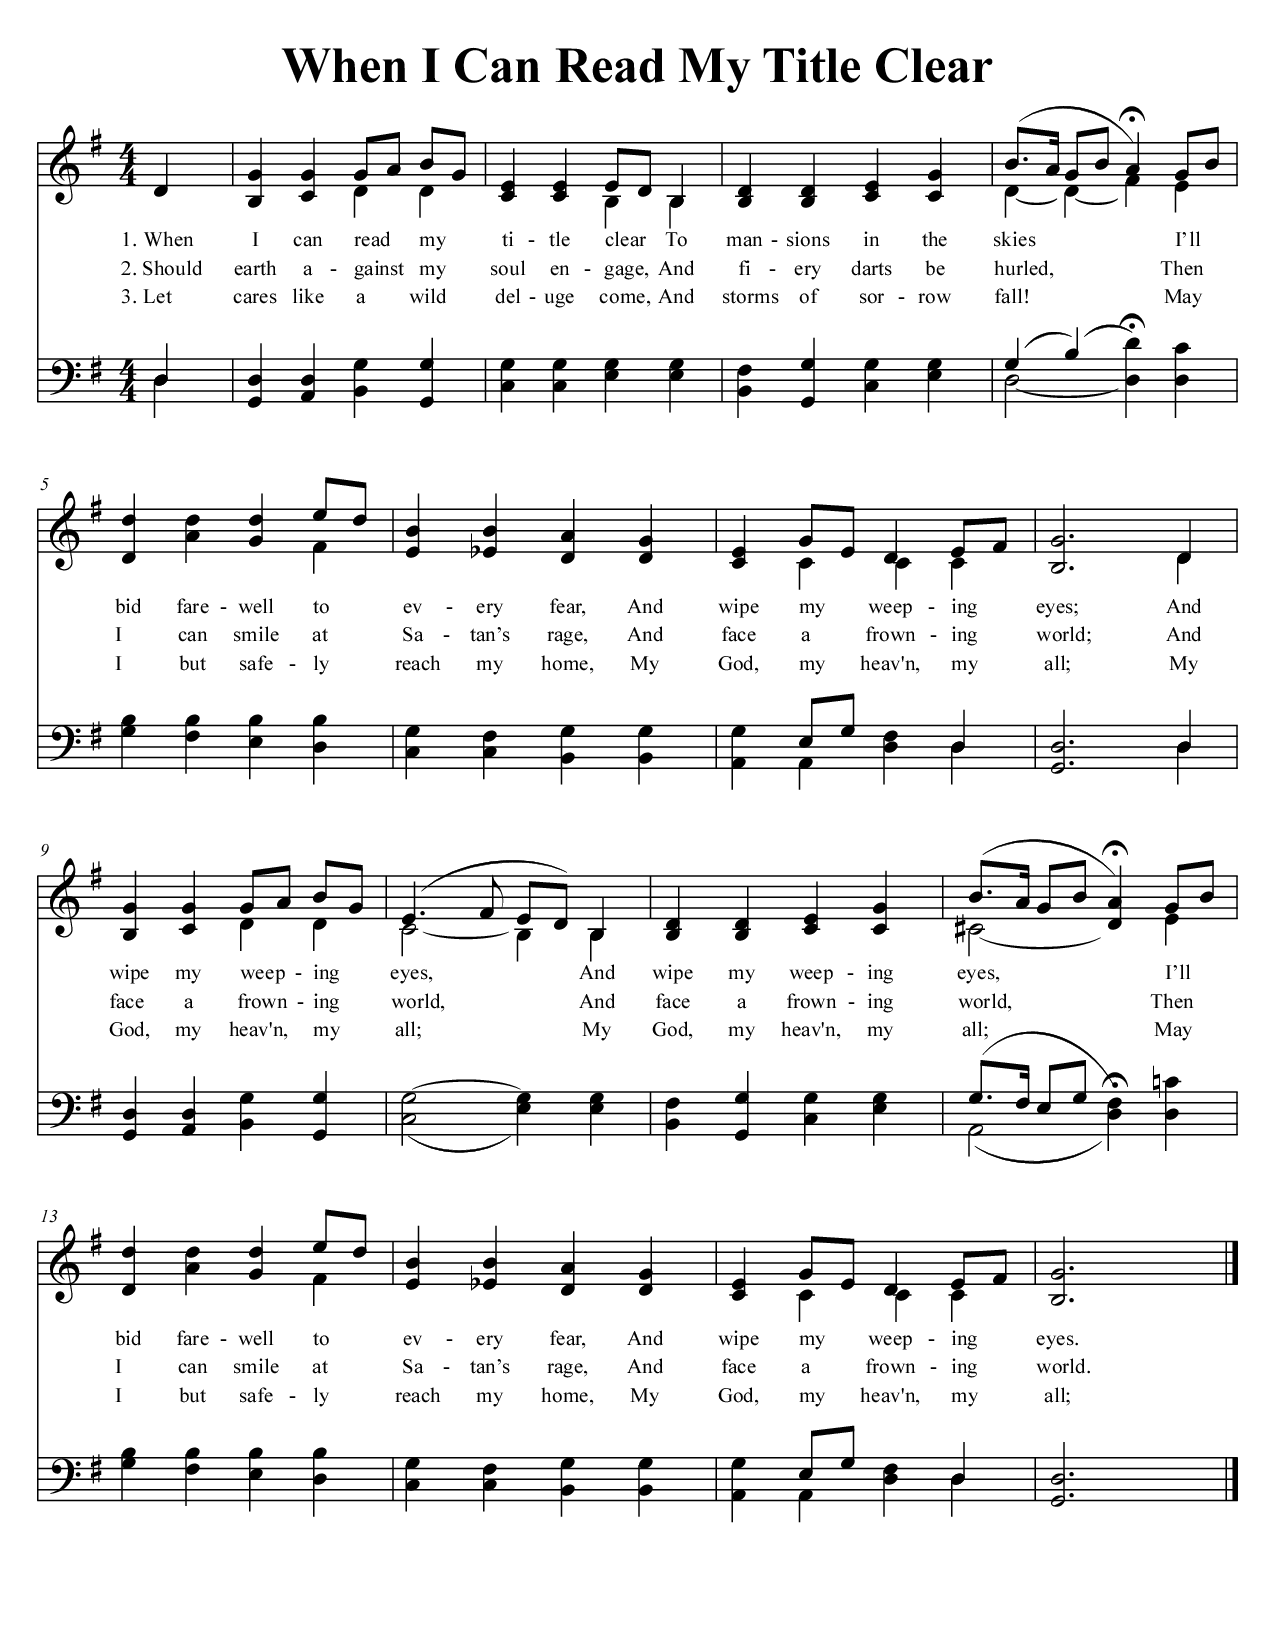 When I Can Read My Title Clear
4 4
1. When I can read my ti - tle clear To man - sions in the skies I’ll
2. Should earth a - gainst my soul en - gage, And fi - ery darts be hurled, Then
3. Let cares like a wild del - uge come, And storms of sor - row fall! May
4 4
5
bid fare - well to ev - ery fear, And wipe my weep - ing eyes; And
I can smile at Sa - tan’s rage, And face a frown - ing world; And
I but safe - ly reach my home, My God, my heav'n, my all; My
9
wipe my weep - ing eyes, And wipe my weep - ing eyes, I’ll
face a frown - ing world, And face a frown - ing world, Then
God, my heav'n, my all; My God, my heav'n, my all; May
13
bid fare - well to ev - ery fear, And wipe my weep - ing eyes.
I can smile at Sa - tan’s rage, And face a frown - ing world.
I but safe - ly reach my home, My God, my heav'n, my all;